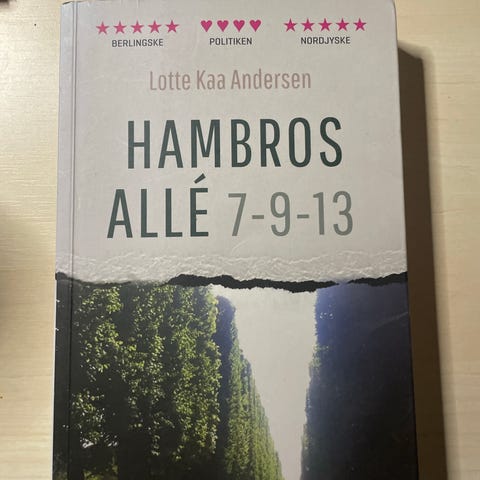 BERLINGSKE POLITIKEN NORDJYSKE
Lotte Kaa Andersen
HAMBROS
ALLÉ 7-9-13